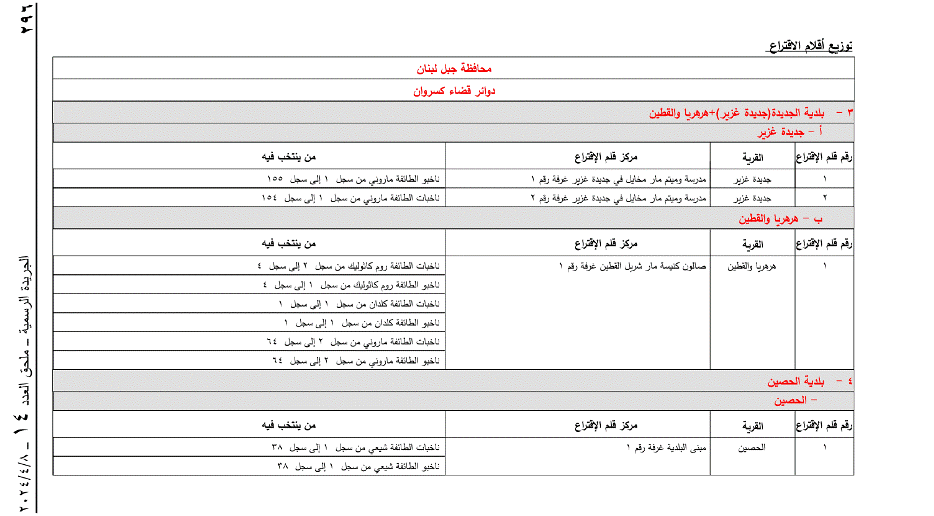 ٢٩٦
الجريدة الرسمية – ملحق العدد ١٤ – ٢٠٢٤/٤/٨
توزيع أقلام الاقتراع
محافظة جبل لبنان
دوائر قضاء كسروان
٣ - بلدية الجديدة(جديدة غزير)+هرهريا والقطين
أ – جديدة غزير
رقم قلم الإقتراع القرية مركز قلم الإقتراع من ينتخب فيه
١ جديدة غزير مدرسة وميتم مار مخايل في جديدة غزير غرفة رقم ١ ناخبو الطائفة ماروني من سجل ١ إلى سجل ١٥٥
٢ جديدة غزير مدرسة وميتم مار مخايل في جديدة غزير غرفة رقم ٢ ناخبات الطائفة ماروني من سجل ١ إلى سجل ١٥٤
ب – هرهريا والقطين
رقم قلم الإقتراع القرية مركز قلم الإقتراع من ينتخب فيه
١ هرهريا والقطين صالون كنيسة مار شربل القطين غرفة رقم ١ ناخبات الطائفة روم كاثوليك من سجل ٢ إلى سجل ٤
ناخبو الطائفة روم كاثوليك من سجل ١ إلى سجل ٤
ناخبات الطائفة كلدان من سجل ١ إلى سجل ١
ناخبو الطائفة كلدان من سجل ١ إلى سجل ١
ناخبات الطائفة ماروني من سجل ٢ إلى سجل ٦٤
ناخبو الطائفة ماروني من سجل ٢ إلى سجل ٦٤
٤ - بلدية الحصين
– الحصين
رقم قلم الإقتراع القرية مركز قلم الإقتراع من ينتخب فيه
١ الحصين مبنى البلدية غرفة رقم ١ ناخبات الطائفة شيعي من سجل ١ إلى سجل ٣٨
ناخبو الطائفة شيعي من سجل ١ إلى سجل ٣٨